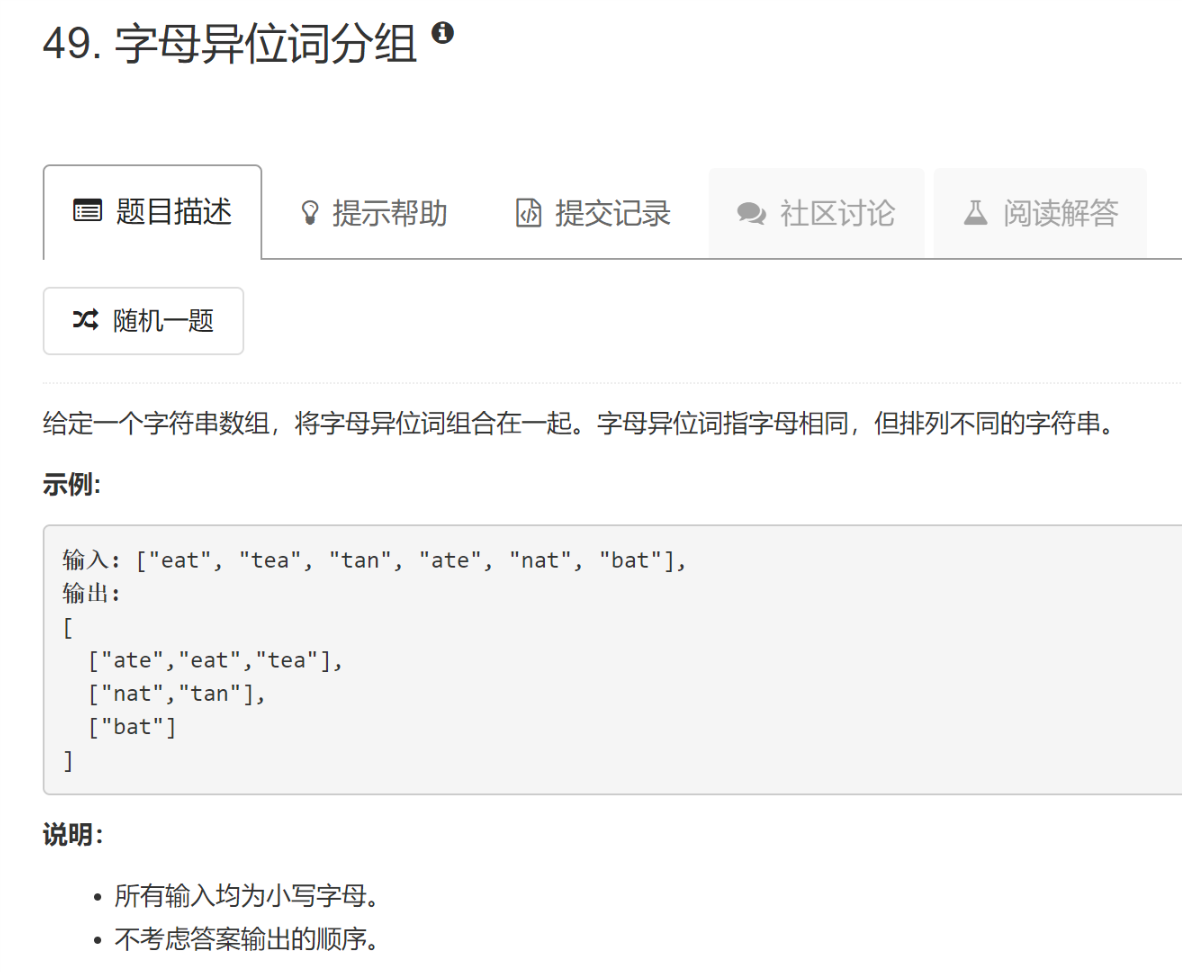 49. 字母异位词分组
题目描述 提示帮助 提交记录 社区讨论 阅读解答
随机一题
给定一个字符串数组，将字母异位词组合在一起。字母异位词指字母相同，但排列不同的字符串。
示例:
输入: ["eat", "tea", "tan", "ate", "nat", "bat"],
输出:
[
  ["ate","eat","tea"],
  ["nat","tan"],
  ["bat"]
]
说明：
• 所有输入均为小写字母。
• 不考虑答案输出的顺序。